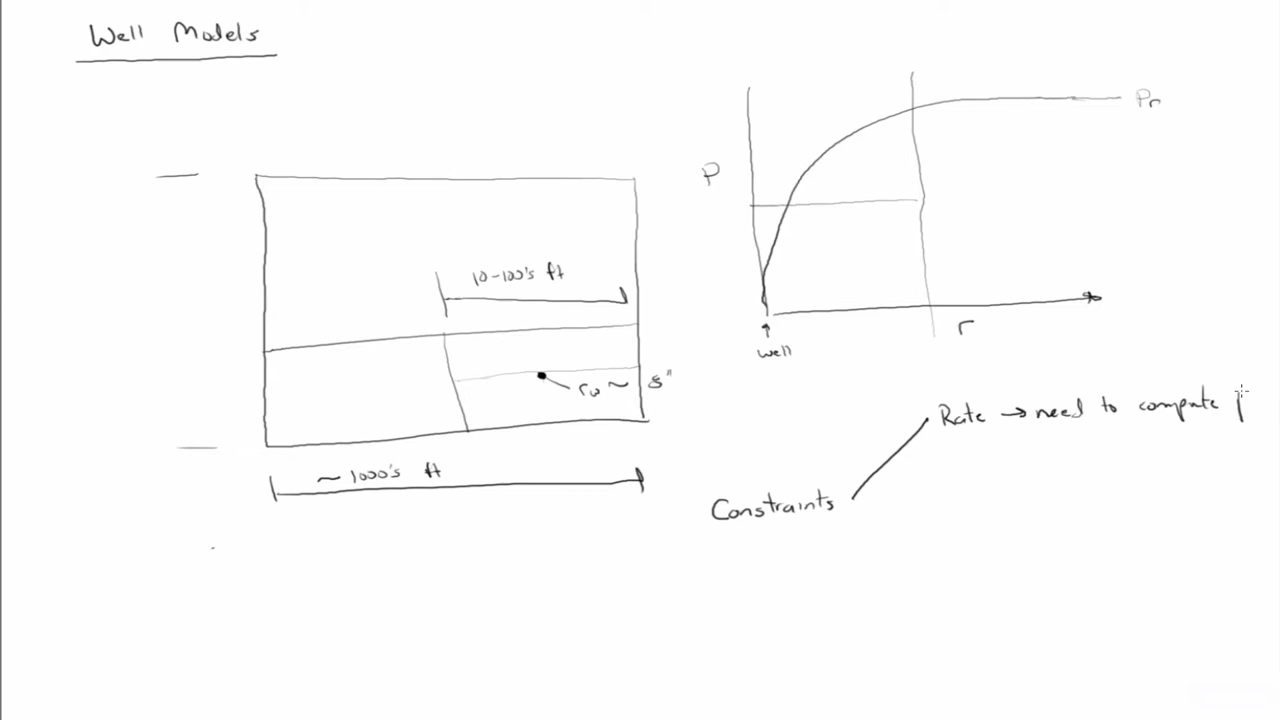 Well Models
Pr
P
10-100's ft
r
well
rw ~ 8"
Rate → need to compute p
~ 1000's ft
Constraints